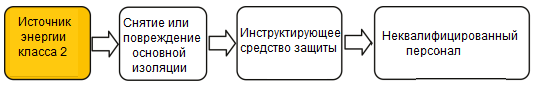 Источник
энергии
класса 2
Снятие или
повреждение
основной
изоляции
Инструктирующее
средство защиты
Неквалифицированный
персонал